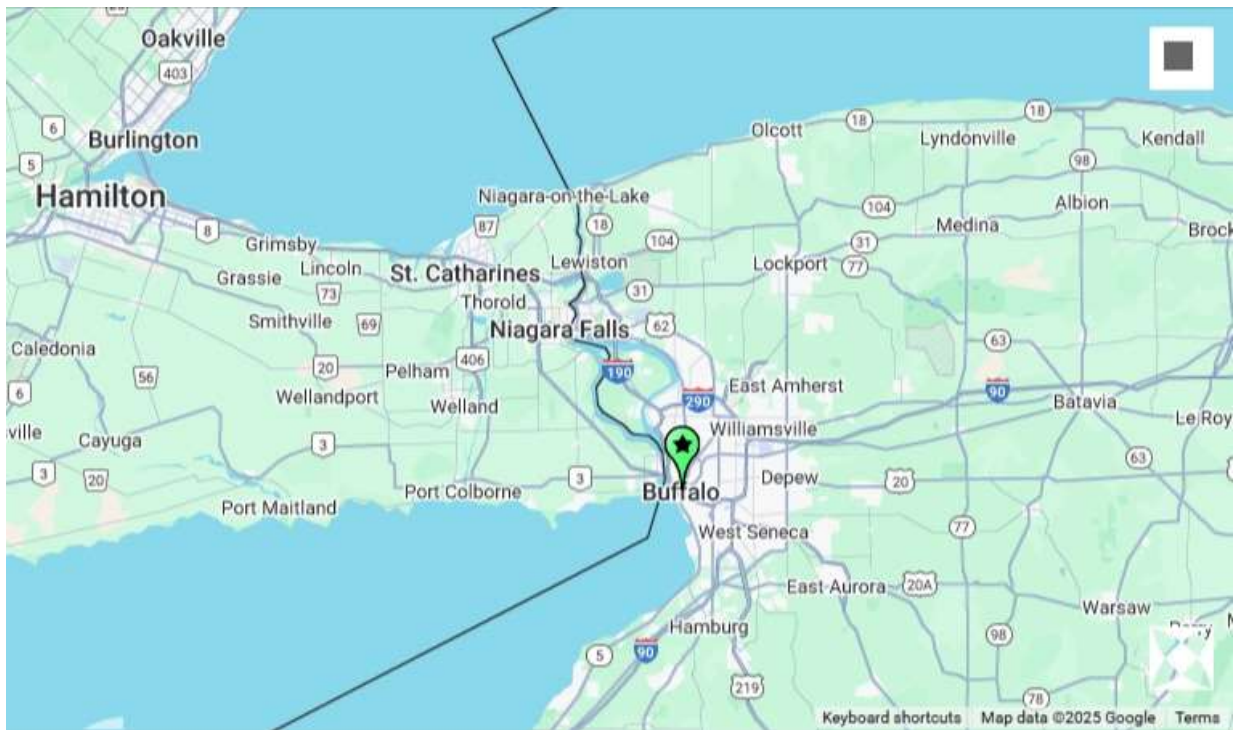 Oakville
403
6
Burlington
5
Hamilton
8
Grimsby
Grassie
Lincoln
73
Smithville
69
Caledonia
56
20
6
Wellandport
Cayuga
3
3
20
Port Maitland
Niagara-on-the-Lake
87
18
104
Lewiston
St. Catharines
31
Thorold
Niagara Falls
62
406
Pelham
190
Welland
290
East Amherst
Williamsville
3
Port Colborne
Buffalo
Depew
20
West Seneca
East Aurora
20A
Hamburg
90
5
219
Olcott
18
Lyndonville
18
Kendall
98
104
Albion
Medina
31
77
Lockport
63
90
Batavia
Le Roy
63
77
Warsaw
98
78
Keyboard shortcuts
Map data ©2025 Google
Terms